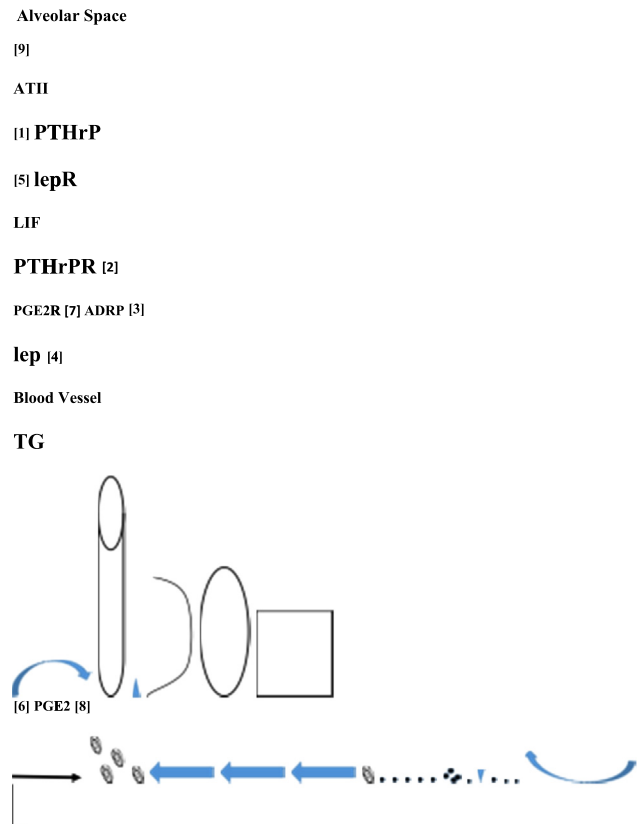 Alveolar Space
[9]
ATII
[1] PTHrP
[5] lepR
LIF
PTHrPR [2]
PGE2R [7] ADRP [3]
lep [4]
Blood Vessel
TG
[6] PGE2 [8]